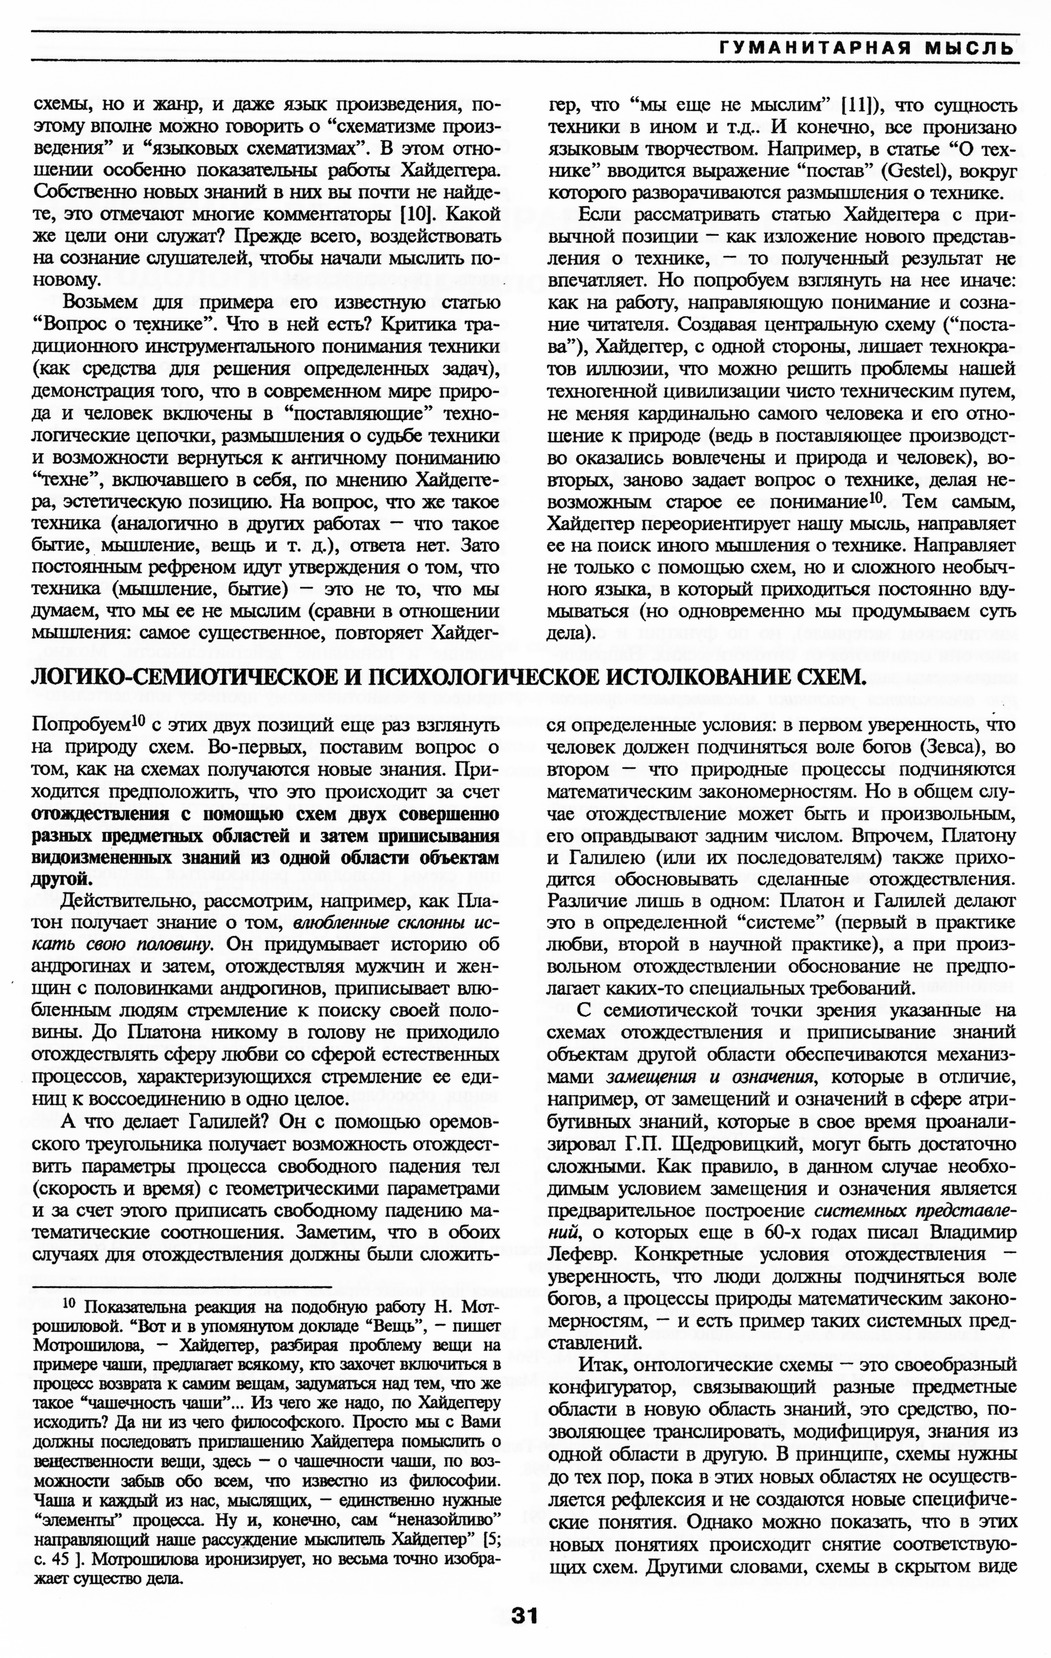 ГУМАНИТАРНАЯ МЫСЛЬ
схемы, но и жанр, и даже язык произведения, по-
этому вполне можно говорить о “схематизме произ-
ведения” и “языковых схематизмах”. В этом отно-
шении особенно показательны работы Хайдеггера.
Собственно новых знаний в них вы почти не найде-
те, это отмечают многие комментаторы [10]. Какой
же цели они служат? Прежде всего, воздействовать
на сознание слушателей, чтобы начали мыслить по-
новому.
Возьмем для примера его известную статью
“Вопрос о технике”. Что в ней есть? Критика тра-
диционного инструментального понимания техники
(как средства для решения определенных задач),
демонстрация того, что в современном мире приро-
да и человек включены в “поставляющие” техно-
логические цепочки, размышления о судьбе техники
и возможности вернуться к античному пониманию
“техне”, включавшего в себя, по мнению Хайдегге-
ра, эстетическую позицию. На вопрос, что же такое
техника (аналогично в других работах — что такое
бытие, мышление, вещь и т. д.), ответа нет. Зато
постоянным рефреном идут утверждения о том, что
техника (мышление, бытие) — это не то, что мы
думаем, что мы ее не мыслим (сравни в отношении
мышления: самое существенное, повторяет Хайдег-
гер, что “мы еще не мыслим” [11]), что сущность
техники в ином и т.д.. И конечно, все пронизано
языковым творчеством. Например, в статье “О тех-
нике” вводится выражение “постав” (Gestel), вокруг
которого разворачиваются размышления о технике.
Если рассматривать статью Хайдеггера с при-
вычной позиции — как изложение нового представ-
ления о технике, — то полученный результат не
впечатляет. Но попробуем взглянуть на нее иначе:
как на работу, направляющую понимание и созна-
ние читателя. Создавая центральную схему (“поста-
ва”), Хайдеггер, с одной стороны, лишает технокра-
тов иллюзии, что можно решить проблемы нашей
техногенной цивилизации чисто техническим путем,
не меняя кардинально самого человека и его отно-
шение к природе (ведь в поставляющее производст-
во оказались вовлечены и природа и человек), во-
вторых, заново задает вопрос о технике, делая не-
возможным старое ее понимание¹⁰. Тем самым,
Хайдеггер переориентирует нашу мысль, направляет
ее на поиск иного мышления о технике. Направляет
не только с помощью схем, но и сложного необыч-
ного языка, в который приходиться постоянно вду-
мываться (но одновременно мы продумываем суть
дела).
ЛОГИКО-СЕМИОТИЧЕСКОЕ И ПСИХОЛОГИЧЕСКОЕ ИСТОЛКОВАНИЕ СХЕМ.
Попробуем¹⁰ с этих двух позиций еще раз взглянуть
на природу схем. Во-первых, поставим вопрос о
том, как на схемах получаются новые знания. При-
ходится предположить, что это происходит за счет
отождествления с помощью схем двух совершенно
разных предметных областей и затем приписывания
видоизмененных знаний из одной области объектам
другой.
Действительно, рассмотрим, например, как Пла-
тон получает знание о том, влюбленные склонны ис-
кать свою половину. Он придумывает историю об
андрогинах и затем, отождествляя мужчин и жен-
щин с половинками андрогинов, приписывает влю-
бленным людям стремление к поиску своей поло-
вины. До Платона никому в голову не приходило
отождествлять сферу любви со сферой естественных
процессов, характеризующихся стремление ее еди-
ниц к воссоединению в одно целое.
А что делает Галилей? Он с помощью оремов-
ского треугольника получает возможность отождест-
вить параметры процесса свободного падения тел
(скорость и время) с геометрическими параметрами
и за счет этого приписать свободному падению ма-
тематические соотношения. Заметим, что в обоих
случаях для отождествления должны были сложить-
¹⁰ Показательна реакция на подобную работу Н. Мот-
рошиловой. “Вот и в упомянутом докладе “Вещь”, — пишет
Мотрошилова, — Хайдеггер, разбирая проблему вещи на
примере чаши, предлагает всякому, кто захочет включиться в
процесс возврата к самим вещам, задуматься над тем, что же
такое “чашечность чаши”... Из чего же надо, по Хайдеггеру
исходить? Да ни из чего философского. Просто мы с Вами
должны последовать приглашению Хайдеггера помыслить о
вещественности вещи, здесь — о чашечности чаши, по воз-
можности забыв обо всем, что известно из философии.
Чаша и каждый из нас, мыслящих, — единственно нужные
“элементы” процесса. Ну и, конечно, сам “неназойливо”
направляющий наше рассуждение мыслитель Хайдеггер” [5;
с. 45 ]. Мотрошилова иронизирует, но весьма точно изобра-
жает существо дела.
ся определенные условия: в первом уверенность, что
человек должен подчиняться воле богов (Зевса), во
втором — что природные процессы подчиняются
математическим закономерностям. Но в общем слу-
чае отождествление может быть и произвольным,
его оправдывают задним числом. Впрочем, Платону
и Галилею (или их последователям) также прихо-
дится обосновывать сделанные отождествления.
Различие лишь в одном: Платон и Галилей делают
это в определенной “системе” (первый в практике
любви, второй в научной практике), а при произ-
вольном отождествлении обоснование не предпо-
лагает каких-то специальных требований.
С семиотической точки зрения указанные на
схемах отождествления и приписывание знаний
объектам другой области обеспечиваются механиз-
мами замещения и означения, которые в отличие,
например, от замещений и означений в сфере атри-
бутивных знаний, которые в свое время проанали-
зировал Г.П. Щедровицкий, могут быть достаточно
сложными. Как правило, в данном случае необхо-
димым условием замещения и означения является
предварительное построение системных представле-
ний, о которых еще в 60-х годах писал Владимир
Лефевр. Конкретные условия отождествления —
уверенность, что люди должны подчиняться воле
богов, а процессы природы математическим законо-
мерностям, — и есть пример таких системных пред-
ставлений.
Итак, онтологические схемы — это своеобразный
конфигуратор, связывающий разные предметные
области в новую область знаний, это средство, по-
зволяющее транслировать, модифицируя, знания из
одной области в другую. В принципе, схемы нужны
до тех пор, пока в этих новых областях не осуществ-
ляется рефлексия и не создаются новые специфиче-
ские понятия. Однако можно показать, что в этих
новых понятиях происходит снятие соответствую-
щих схем. Другими словами, схемы в скрытом виде
31